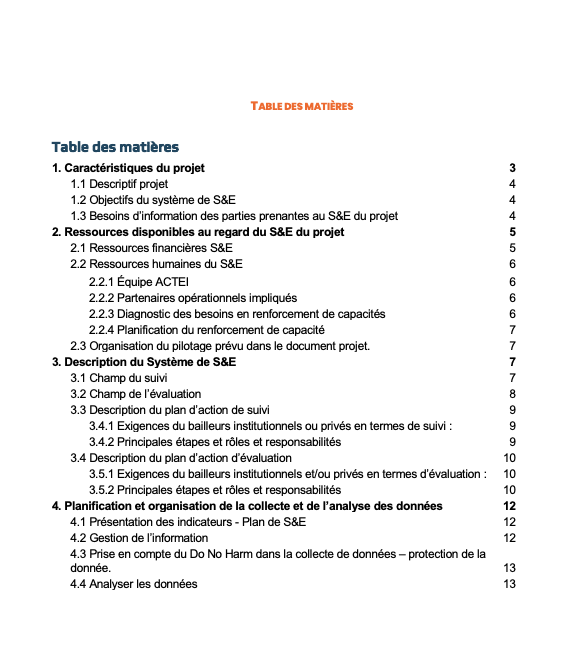 TABLE DES MATIÈRES
Table des matières
1. Caractéristiques du projet 3
1.1 Descriptif projet 4
1.2 Objectifs du système de S&E 4
1.3 Besoins d'information des parties prenantes au S&E du projet 4
2. Ressources disponibles au regard du S&E du projet 5
2.1 Ressources financières S&E 5
2.2 Ressources humaines du S&E 6
2.2.1 Équipe ACTEI 6
2.2.2 Partenaires opérationnels impliqués 6
2.2.3 Diagnostic des besoins en renforcement de capacités 6
2.2.4 Planification du renforcement de capacité 7
2.3 Organisation du pilotage prévu dans le document projet. 7
3. Description du Système de S&E 7
3.1 Champ du suivi 7
3.2 Champ de l'évaluation 8
3.3 Description du plan d'action de suivi 9
3.4.1 Exigences du bailleurs institutionnels ou privés en termes de suivi : 9
3.4.2 Principales étapes et rôles et responsabilités 9
3.4 Description du plan d'action d'évaluation 10
3.5.1 Exigences du bailleurs institutionnels et/ou privés en termes d'évaluation : 10
3.5.2 Principales étapes et rôles et responsabilités 10
4. Planification et organisation de la collecte et de l'analyse des données 12
4.1 Présentation des indicateurs - Plan de S&E 12
4.2 Gestion de l'information 12
4.3 Prise en compte du Do No Harm dans la collecte de données – protection de la
donnée. 13
4.4 Analyser les données 13